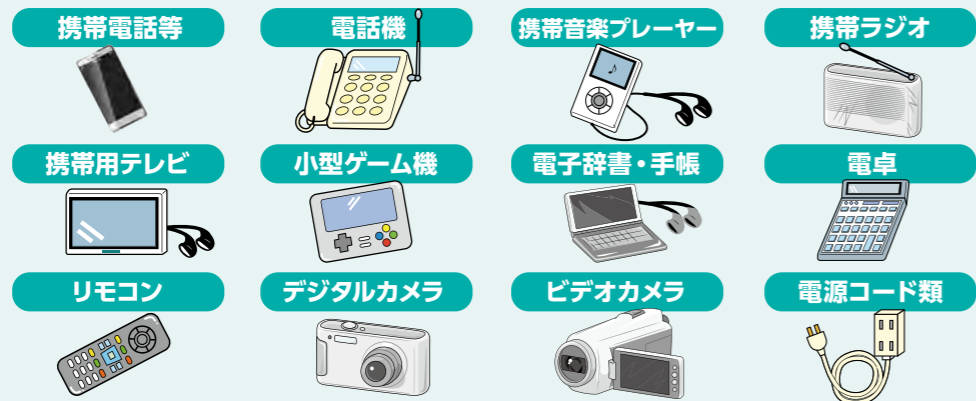 携帯電話等
電話機
携帯音楽プレーヤー
携帯ラジオ
携帯用テレビ
小型ゲーム機
電子辞書・手帳
電卓
リモコン
デジタルカメラ
ビデオカメラ
電源コード類